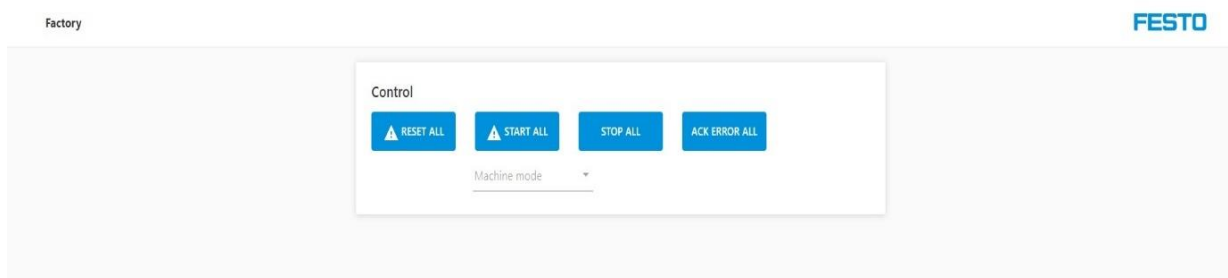 Factory
FESTO
Control
RESET ALL
START ALL
STOP ALL
ACK ERROR ALL
Machine mode